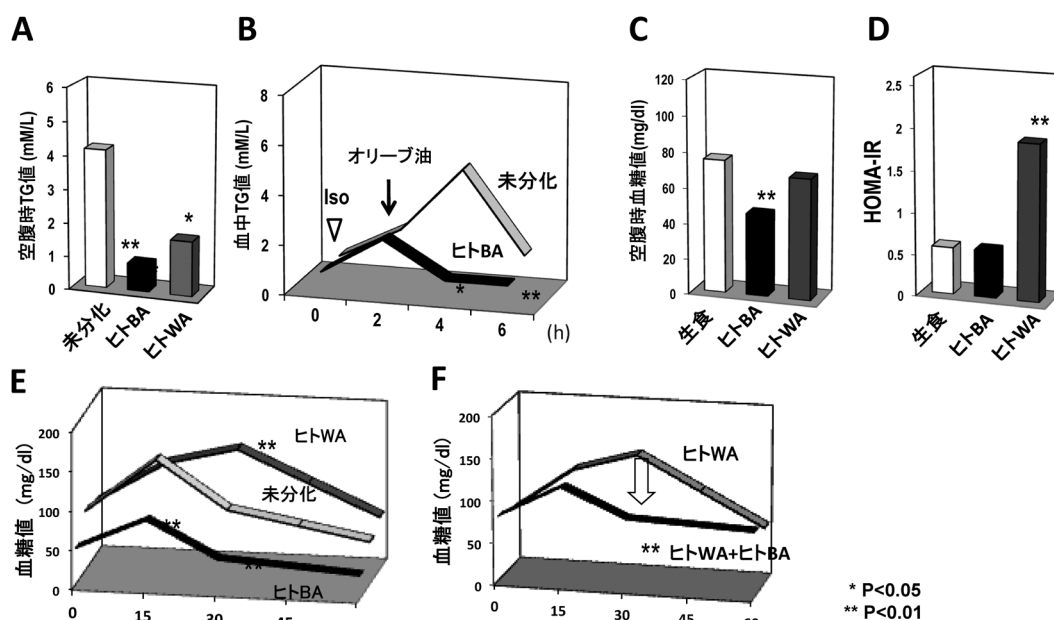 A
空腹時TG値 (mM/L)
6
5
4
3
2
1
0
**
*
未分化
ヒトBA
ヒトWA
B
血中TG値 (mM/L)
8
6
4
2
0
Iso
オリーブ油
未分化
ヒトBA
*
**
0
2
4
6
(h)
C
空腹時血糖値(mg/dl)
120
100
80
60
40
20
0
**
生食
ヒトBA
ヒトWA
D
HOMA-IR
2.5
2
1.5
1
0.5
0
**
生食
ヒトBA
ヒトWA
E
血糖値 (mg/dl)
200
150
100
50
0
ヒトWA
**
未分化
**
**
ヒトBA
0
15
30
F
血糖値 (mg/dl)
200
150
100
50
0
ヒトWA
** ヒトWA+ヒトBA
0
15
30
45
60
* P<0.05
** P<0.01